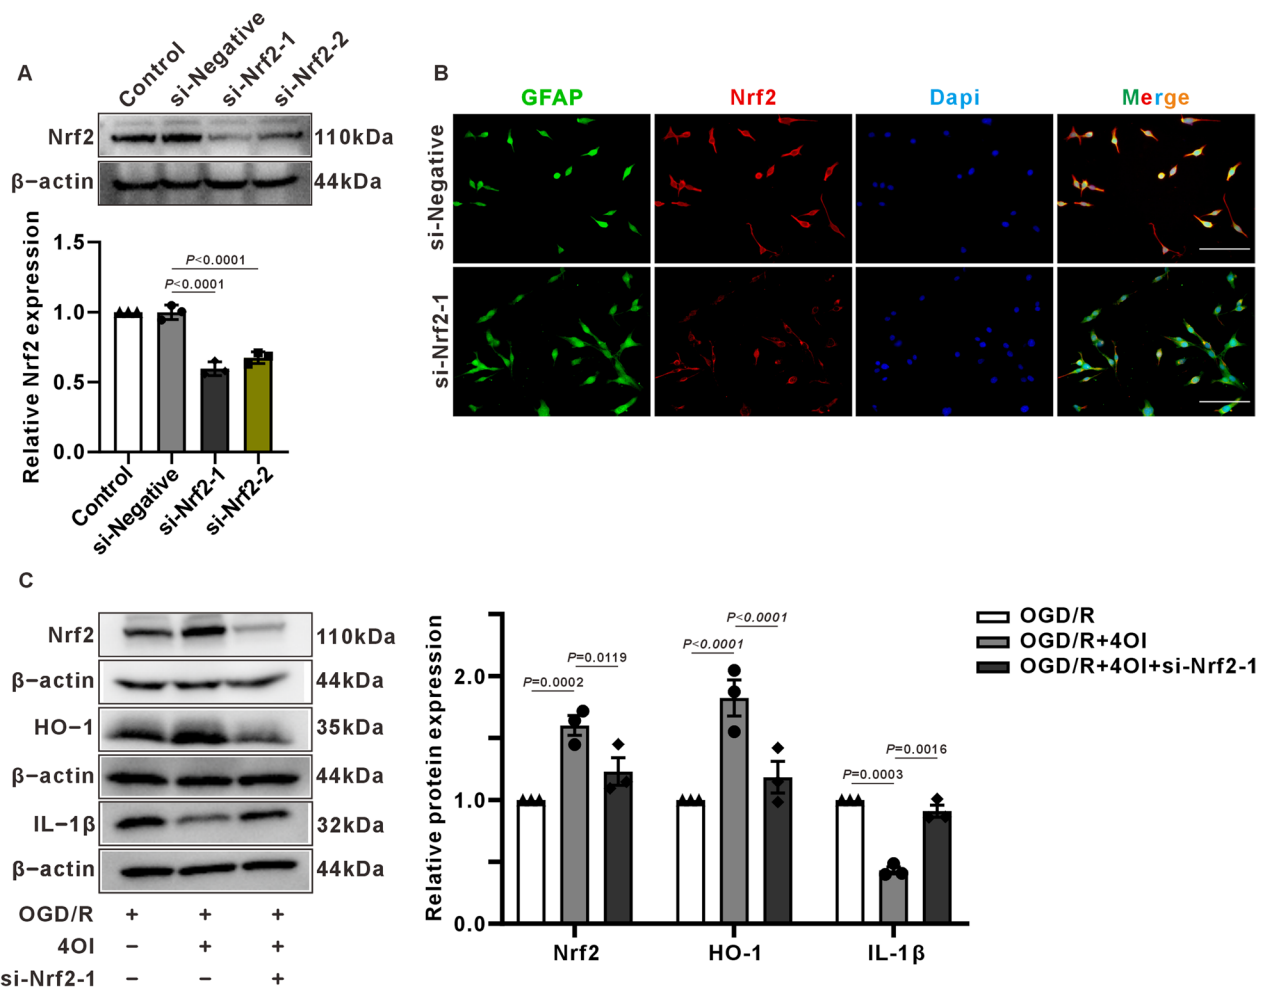 A
Control
si-Negative
si-Nrf2-1
si-Nrf2-2
Nrf2
110kDa
β−actin
44kDa
Relative Nrf2 expression
1.5
1.0
0.5
0.0
P<0.0001
P<0.0001
Control
si-Negative
si-Nrf2-1
si-Nrf2-2
B
GFAP
Nrf2
Dapi
Merge
si-Negative
si-Nrf2-1
C
Nrf2
110kDa
β−actin
44kDa
HO−1
35kDa
β−actin
44kDa
IL−1β
32kDa
β−actin
44kDa
OGD/R + + +
4OI − + +
si-Nrf2-1 − − +
Relative protein expression
2.0
1.0
0.0
P=0.0002
P=0.0119
P<0.0001
P<0.0001
P=0.0003
P=0.0016
Nrf2
HO-1
IL-1β
OGD/R
OGD/R+4OI
OGD/R+4OI+si-Nrf2-1